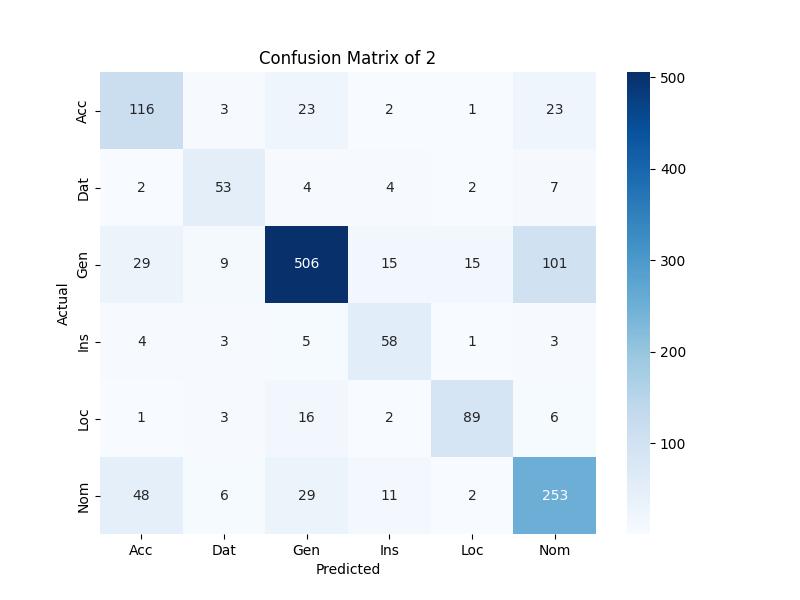 Confusion Matrix of 2
Acc 116 3 23 2 1 23
Dat 2 53 4 4 2 7
Gen 29 9 506 15 15 101
Ins 4 3 5 58 1 3
Loc 1 3 16 2 89 6
Nom 48 6 29 11 2 253
Acc Dat Gen Ins Loc Nom
Predicted
Actual
500
400
300
200
100